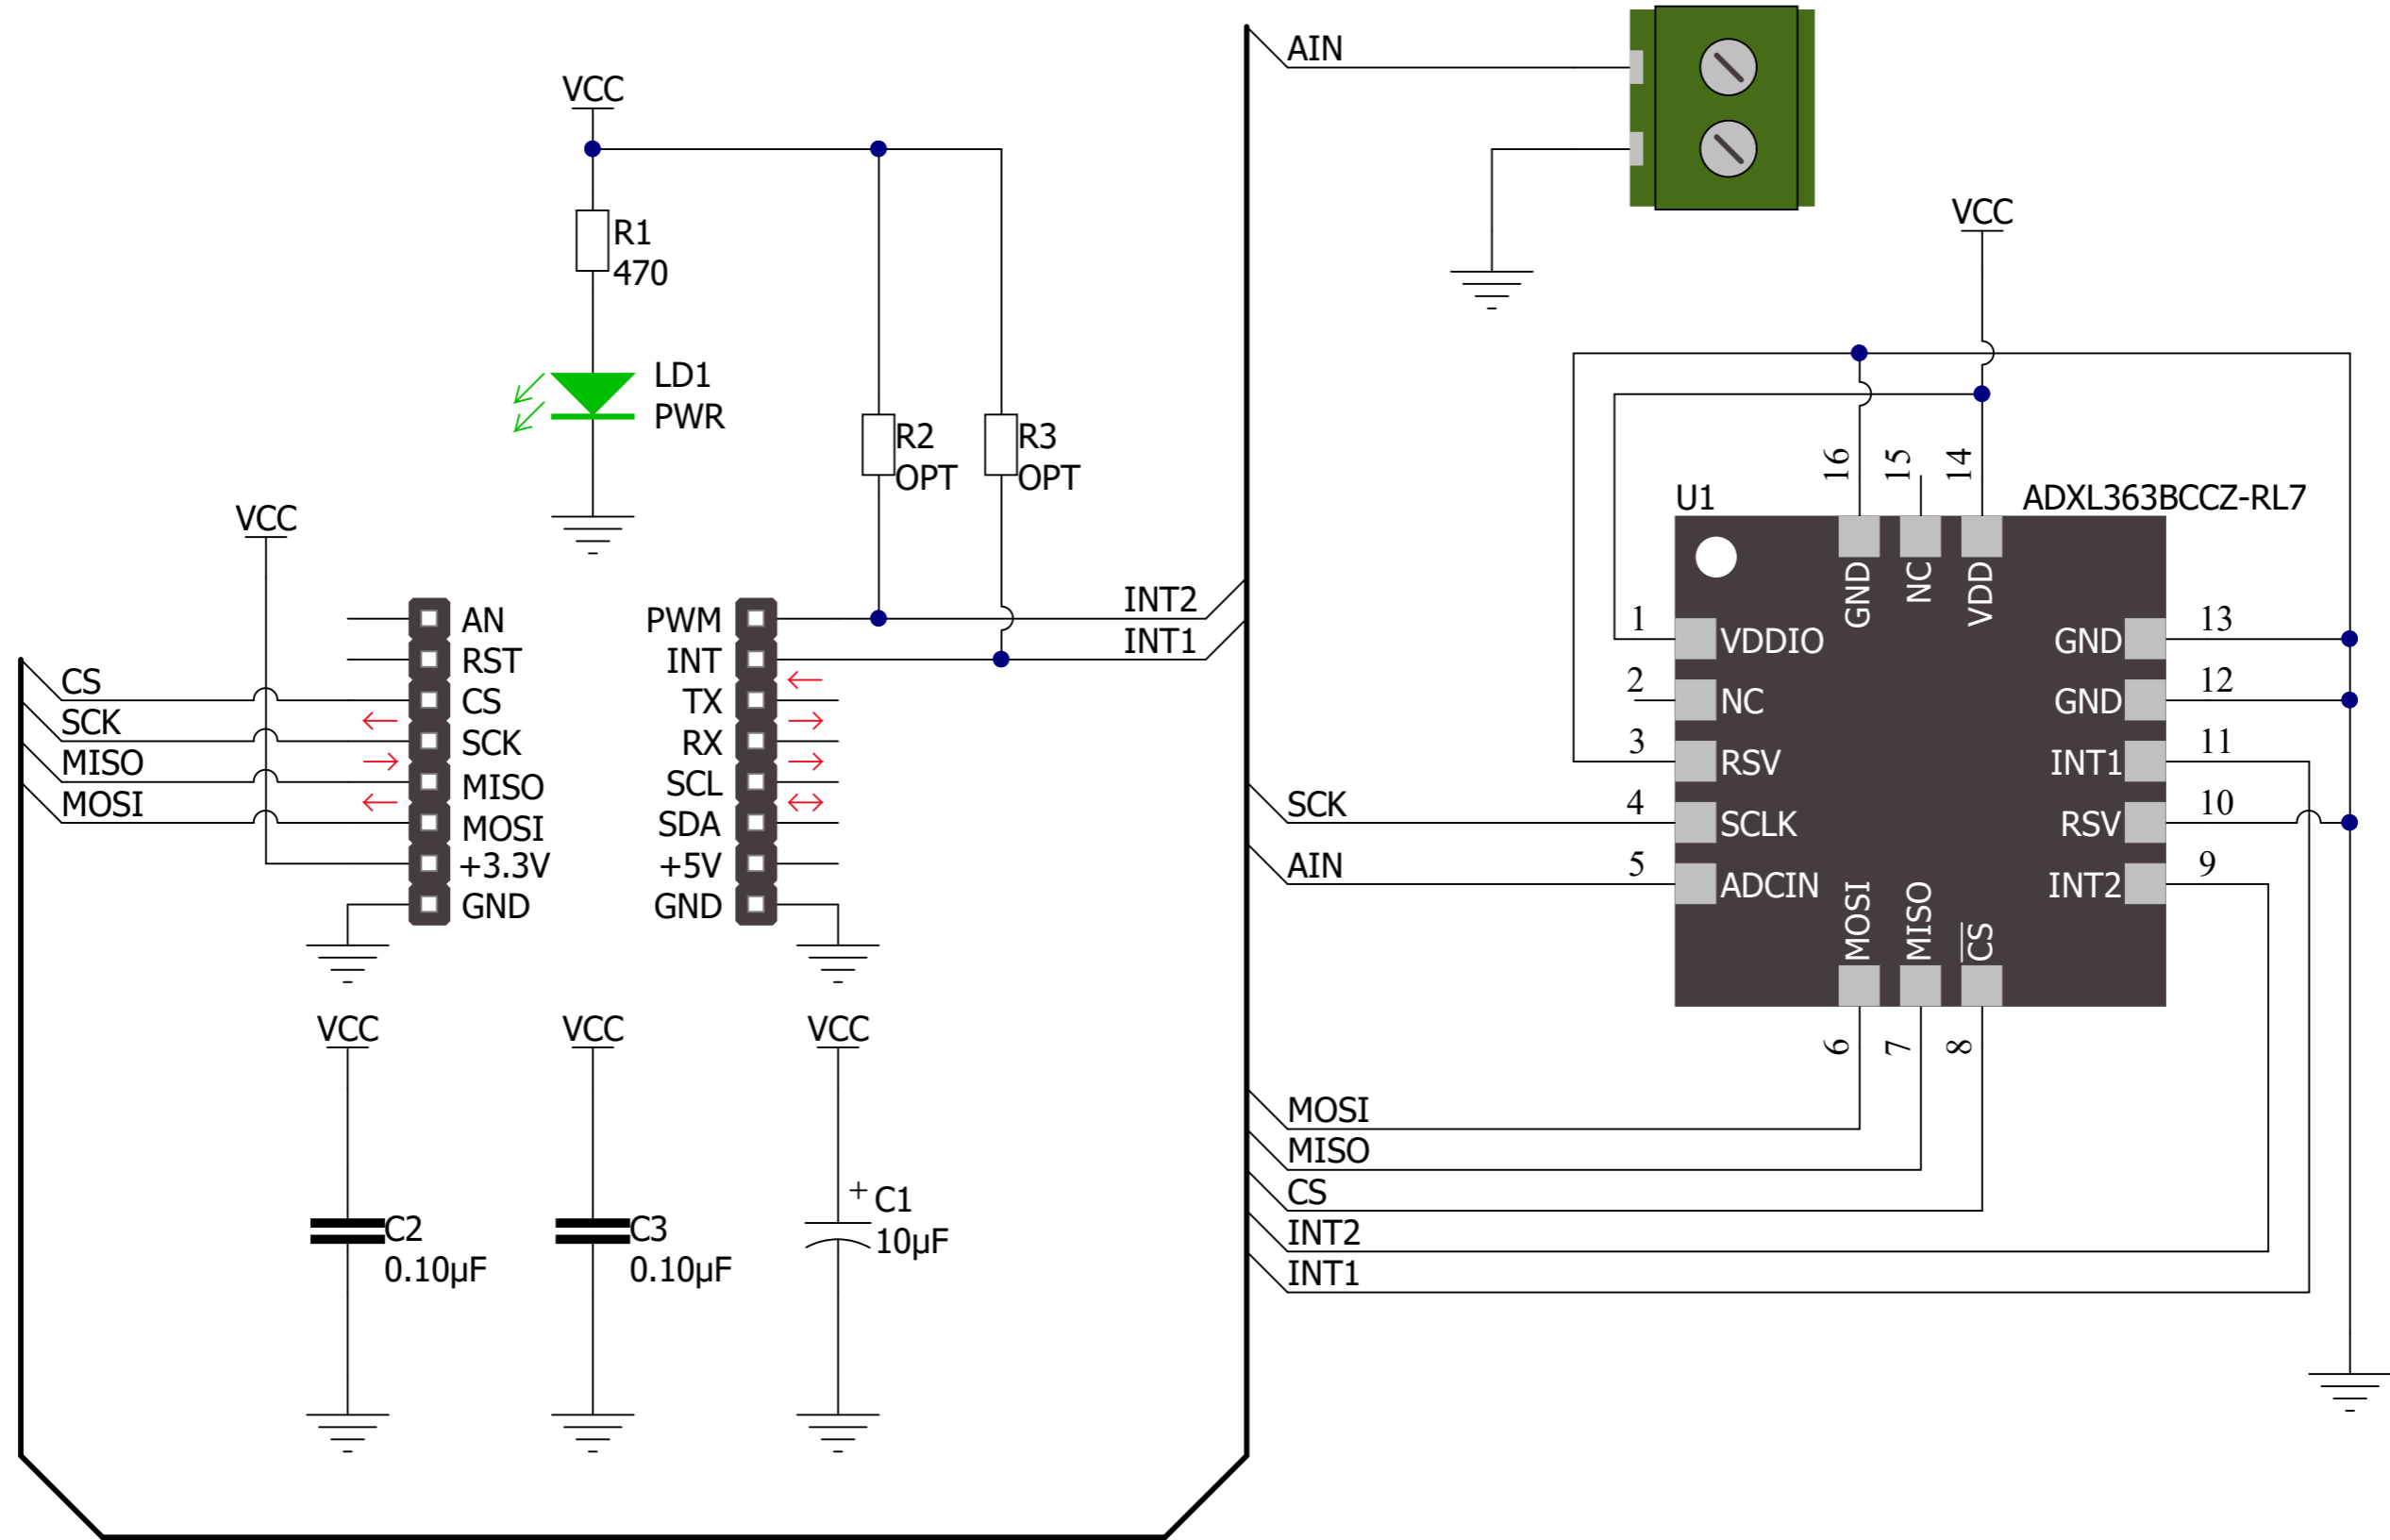 AIN
VCC
R1
470
LD1
PWR
R2
OPT
R3
OPT
VCC
AN
RST
CS
SCK
MISO
MOSI
+3.3V
GND
PWM
INT
TX
RX
SCL
SDA
+5V
GND
INT2
INT1
CS
SCK
MISO
MOSI
VCC
C2
0.10µF
VCC
C3
0.10µF
VCC
+
C1
10µF
VCC
U1
ADXL363BCCZ-RL7
16
15
14
GND
NC
VDD
1
VDDIO
2
NC
3
RSV
4
SCLK
5
ADCIN
13
GND
12
GND
11
INT1
10
RSV
9
INT2
MOSI
MISO
CS
6
7
8
SCK
AIN
MOSI
MISO
CS
INT2
INT1